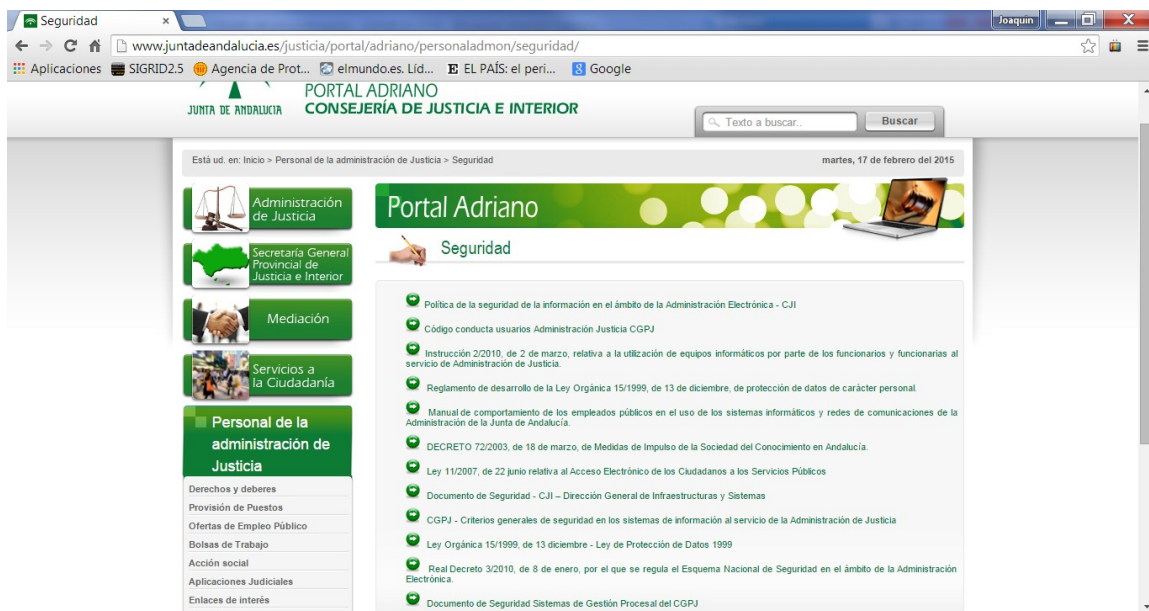 Seguridad
Joaquín
www.juntadeandalucia.es/justicia/portal/adriano/personaladmon/seguridad/
Aplicaciones SIGRID2.5 Agencia de Prot... elmundo.es. Líd... EL PAÍS: el peri... Google
JUNTA DE ANDALUCIA
PORTAL ADRIANO
CONSEJERÍA DE JUSTICIA E INTERIOR
Texto a buscar..
Buscar
Está ud. en: Inicio > Personal de la administración de Justicia > Seguridad
martes, 17 de febrero del 2015
Administración
de Justicia
Secretaría General
Provincial de
Justicia e Interior
Mediación
Servicios a
la Ciudadanía
Personal de la
administración de
Justicia
Derechos y deberes
Provisión de Puestos
Ofertas de Empleo Público
Bolsas de Trabajo
Acción social
Aplicaciones Judiciales
Enlaces de interés
Portal Adriano
Seguridad
Política de la seguridad de la información en el ámbito de la Administración Electrónica - CJI
Código conducta usuarios Administración Justicia CGPJ
Instrucción 2/2010, de 2 de marzo, relativa a la utilización de equipos informáticos por parte de los funcionarios y funcionarias al
servicio de Administración de Justicia.
Reglamento de desarrollo de la Ley Orgánica 15/1999, de 13 de diciembre, de protección de datos de carácter personal.
Manual de comportamiento de los empleados públicos en el uso de los sistemas informáticos y redes de comunicaciones de la
Administración de la Junta de Andalucía.
DECRETO 72/2003, de 18 de marzo, de Medidas de Impulso de la Sociedad del Conocimiento en Andalucía.
Ley 11/2007, de 22 junio relativa al Acceso Electrónico de los Ciudadanos a los Servicios Públicos
Documento de Seguridad - CJI – Dirección General de Infraestructuras y Sistemas
CGPJ - Criterios generales de seguridad en los sistemas de información al servicio de la Administración de Justicia
Ley Orgánica 15/1999, de 13 diciembre - Ley de Protección de Datos 1999
Real Decreto 3/2010, de 8 de enero, por el que se regula el Esquema Nacional de Seguridad en el ámbito de la Administración
Electrónica.
Documento de Seguridad Sistemas de Gestión Procesal del CGPJ